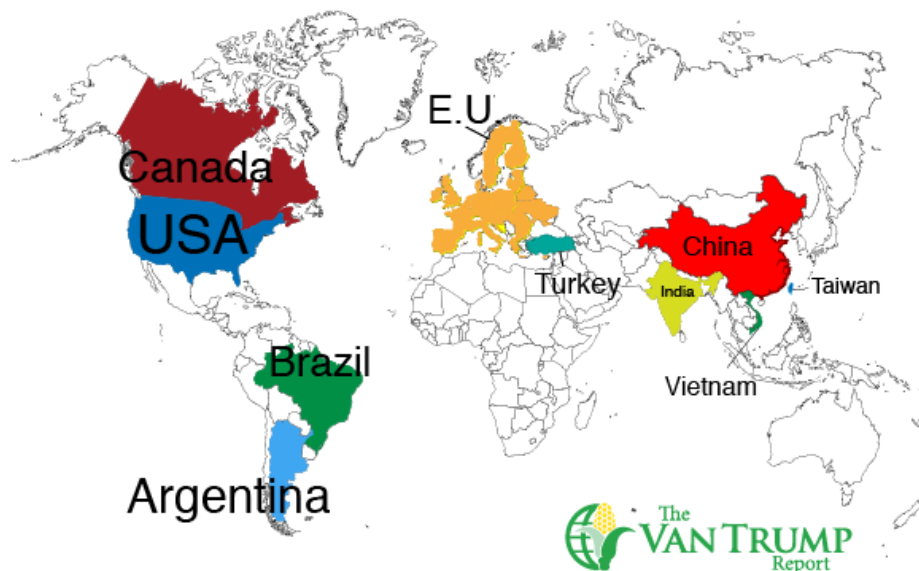 E.U.
Canada
USA
China
Turkey
India
Taiwan
Brazil
Vietnam
Argentina
The
VAN TRUMP
Report